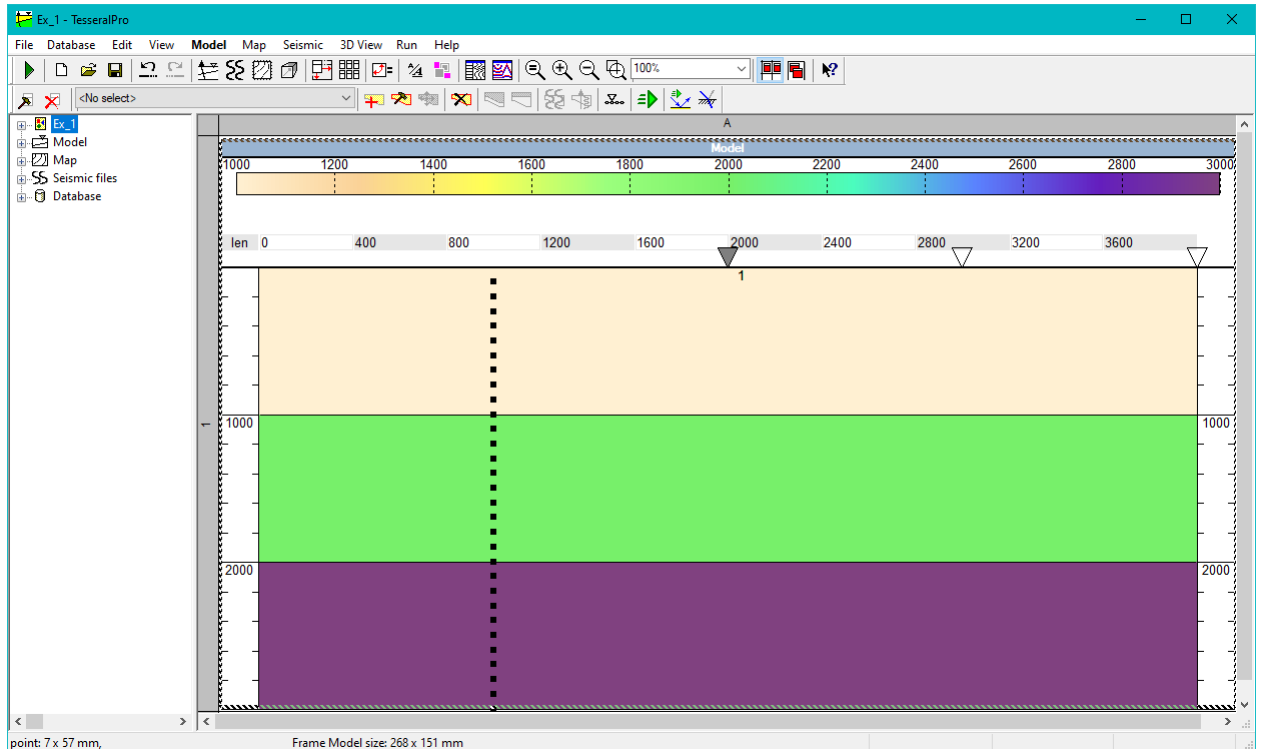 Ex_1 - TesseralPro
File Database Edit View Model Map Seismic 3D View Run Help
100%
<No select>
Ex_1
Model
Map
Seismic files
Database
A
Model
1000 1200 1400 1600 1800 2000 2200 2400 2600 2800 3000
len 0 400 800 1200 1600 2000 2400 2800 3200 3600
1
1000 1000
1
2000 2000
point: 7 x 57 mm, Frame Model size: 268 x 151 mm